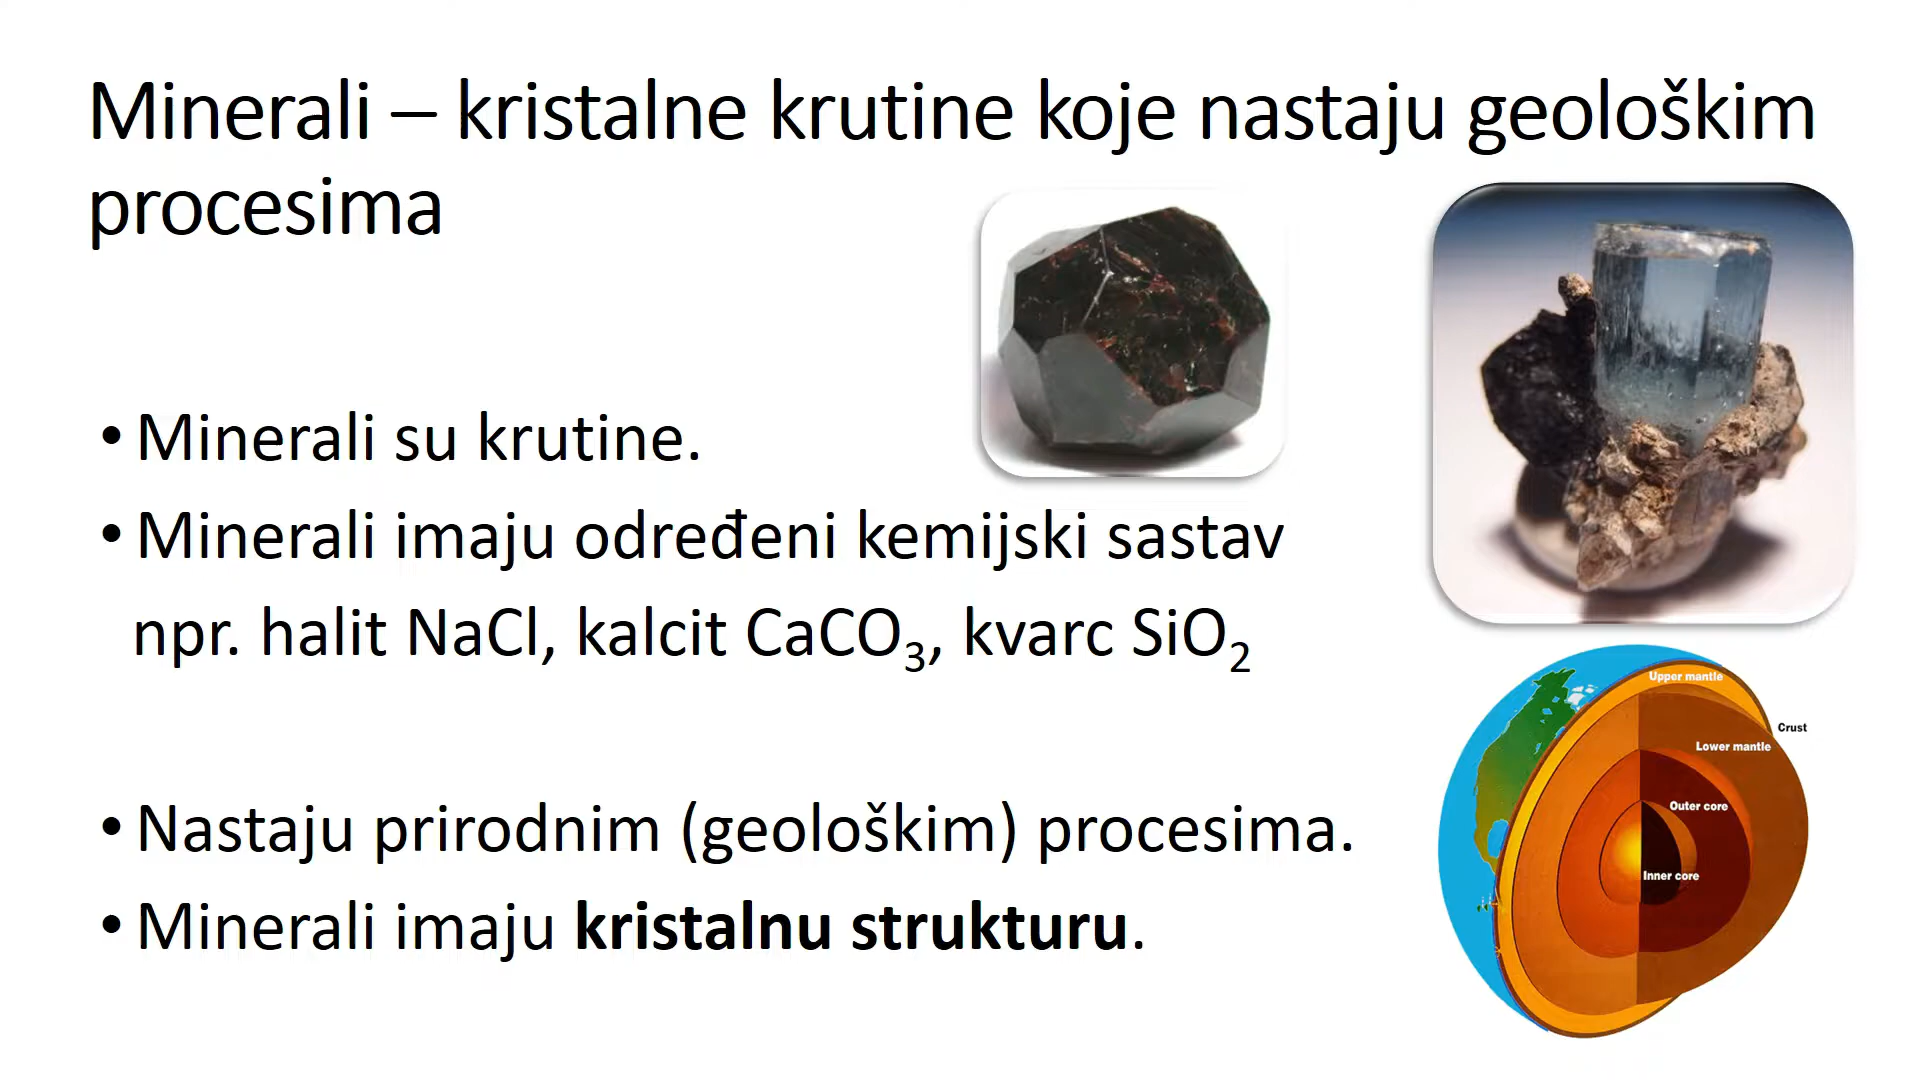 Minerali – kristalne krutine koje nastaju geološkim
procesima
• Minerali su krutine.
• Minerali imaju određeni kemijski sastav
npr. halit NaCl, kalcit CaCO₃, kvarc SiO₂
• Nastaju prirodnim (geološkim) procesima.
• Minerali imaju kristalnu strukturu.
Upper mantle
Crust
Lower mantle
Outer core
Inner core